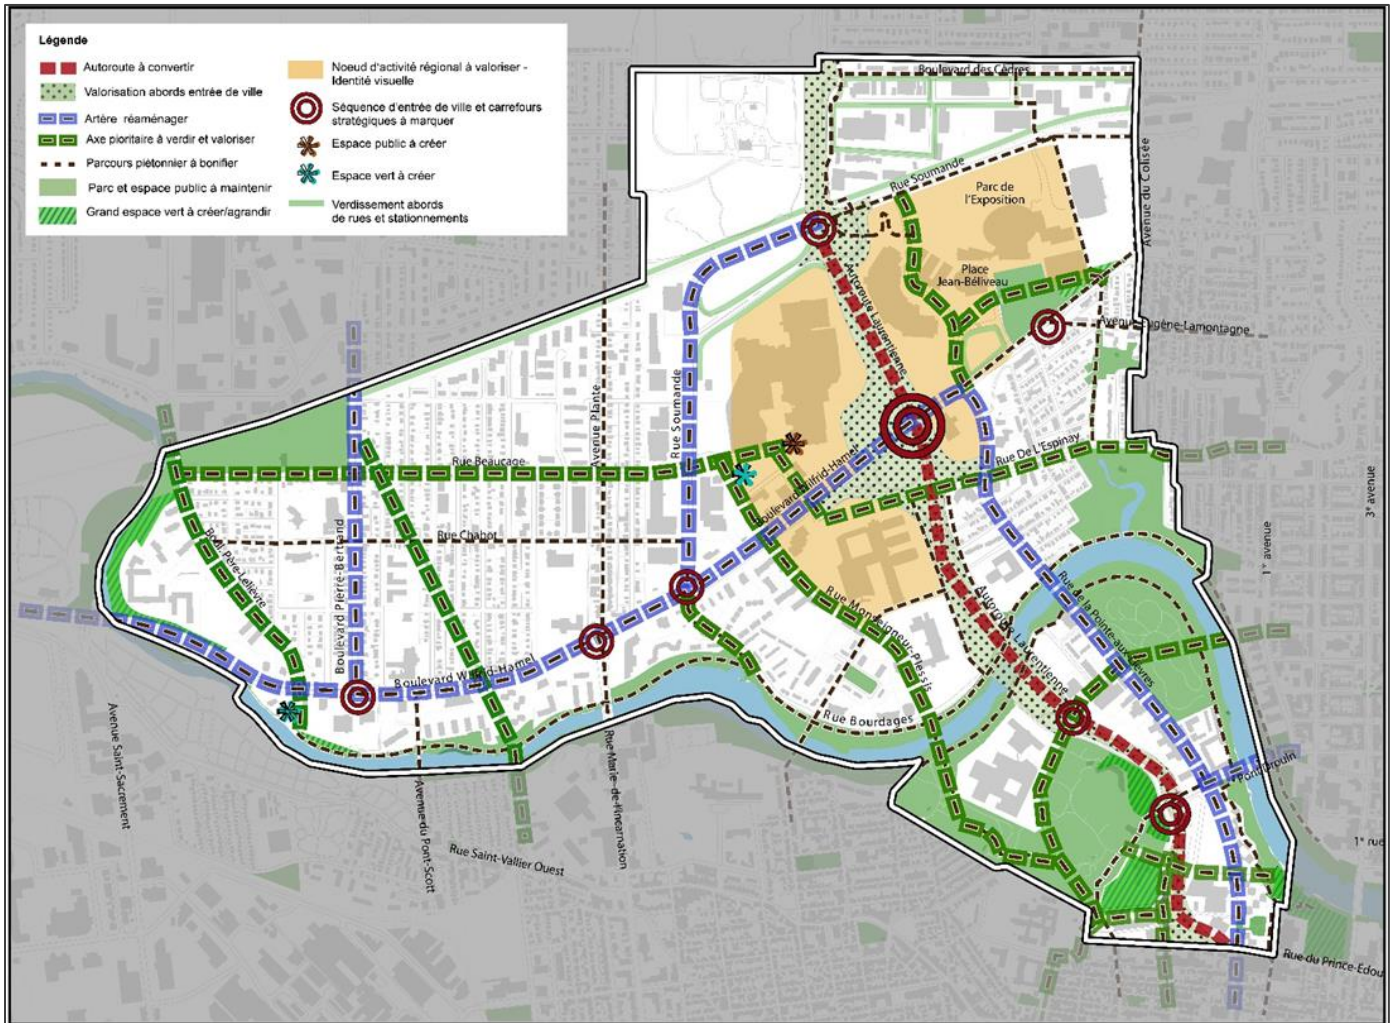 Légende
Autoroute à convertir
Valorisation abords entrée de ville
Artère réaménager
Axe pioritaire à verdir et valoriser
Parcours piétonnier à bonifier
Parc et espace public à maintenir
Grand espace vert à créer/agrandir
Noeud d'activité régional à valoriser -
Identité visuelle
Séquence d'entrée de ville et carrefours
stratégiques à marquer
Espace public à créer
Espace vert à créer
Verdissement abords
de rues et stationnements
Boulevard des Cèdres
Avenue du Colisée
Rue Soumande
Parc de
l'Exposition
Place
Jean-Béliveau
Autoroute Laurentienne
Avenue Eugène-Lamontagne
Avenue Plante
Rue Soumande
Rue De L'Espinay
Rue Beaucage
Boulevard Wilfrid-Hamel
3e avenue
1re avenue
Rue Chabot
Boul. Père-Lelièvre
Boulevard Pierre-Bertrand
Rue Monseigneur-Plessis
Autoroute Laurentienne
Rue de la Pointe-aux-Lièvres
Boulevard Wilfrid-Hamel
Rue Bourdages
Avenue Saint-Sacrement
Avenue du Pont-Scott
Rue Marie-de-l'Incarnation
Pont Drouin
Rue Saint-Vallier Ouest
1e rue
Rue du Prince-Edou